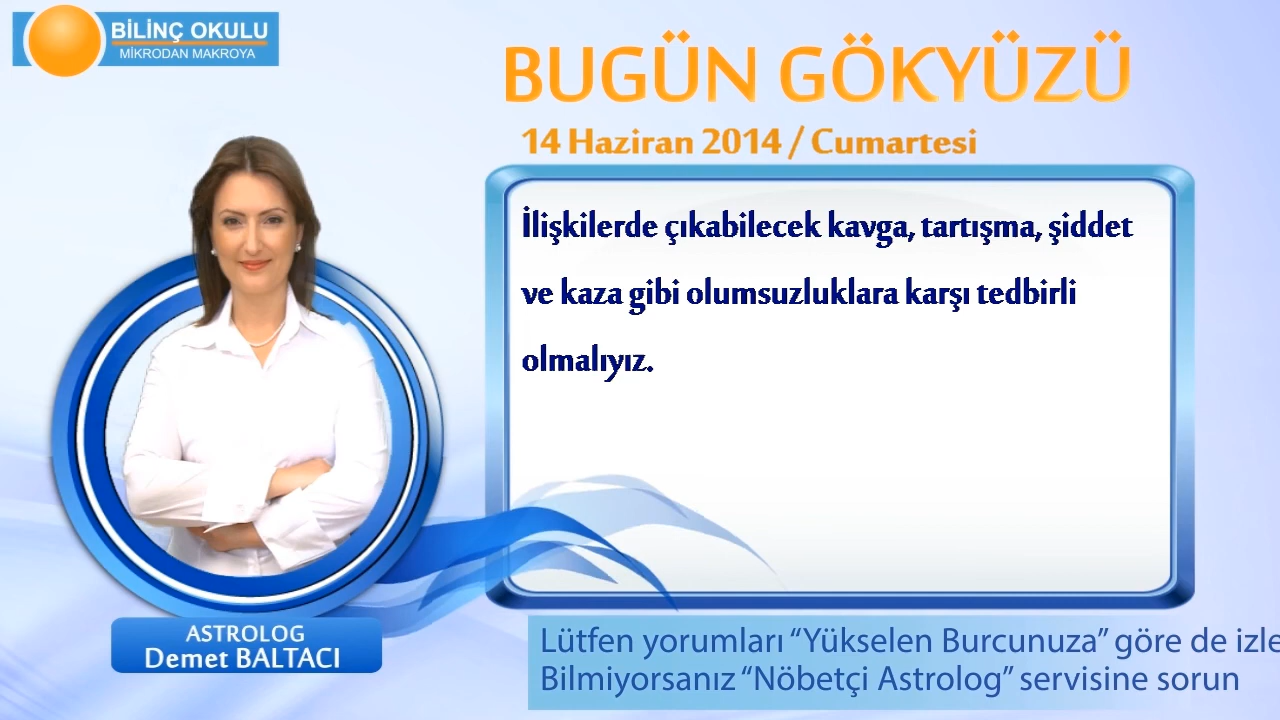 BİLİNÇ OKULU
MİKRODAN MAKROYA
BUGÜN GÖKYÜZÜ
14 Haziran 2014 / Cumartesi
İlişkilerde çıkabilecek kavga, tartışma, şiddet
ve kaza gibi olumsuzluklara karşı tedbirli
olmalıyız.
ASTROLOG
Demet BALTACI
Lütfen yorumları “Yükselen Burcunuza” göre de izle
Bilmiyorsanız “Nöbetçi Astrolog” servisine sorun